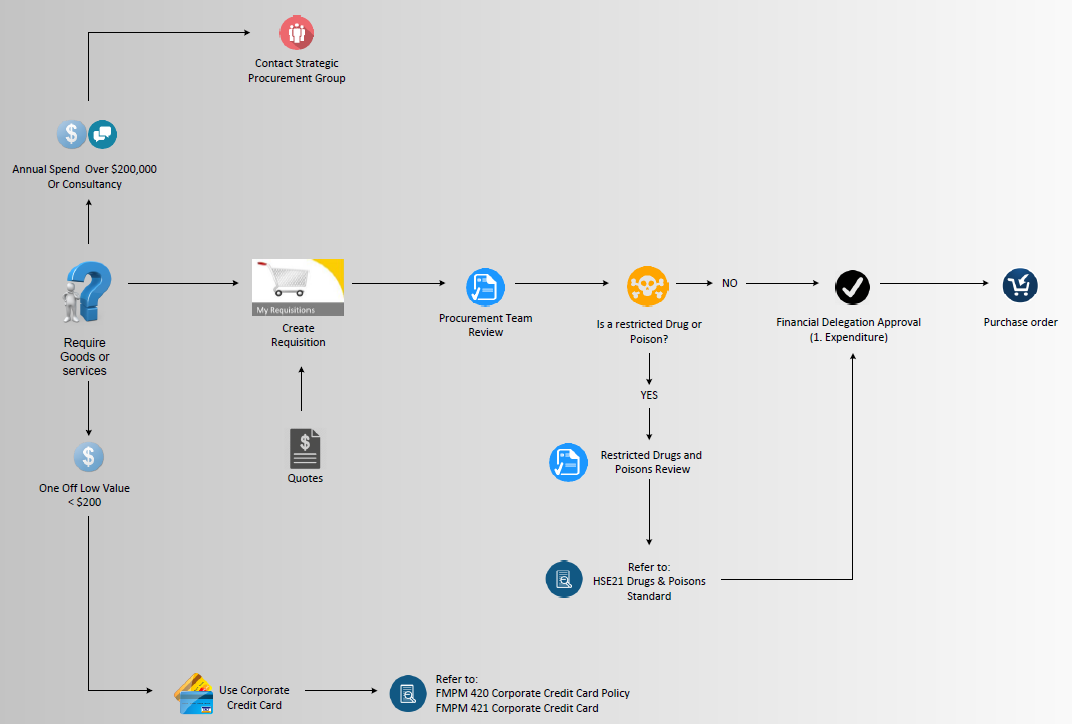 Contact Strategic
Procurement Group
$
Annual Spend Over $200,000
Or Consultancy
Require
Goods or
services
My Requisitions
Create
Requisition
Procurement Team
Review
Is a restricted Drug or
Poison?
NO
Financial Delegation Approval
(1. Expenditure)
Purchase order
YES
$
Quotes
Restricted Drugs and
Poisons Review
$
One Off Low Value
< $200
Refer to:
HSE21 Drugs & Poisons
Standard
Use Corporate
Credit Card
Refer to:
FMPM 420 Corporate Credit Card Policy
FMPM 421 Corporate Credit Card